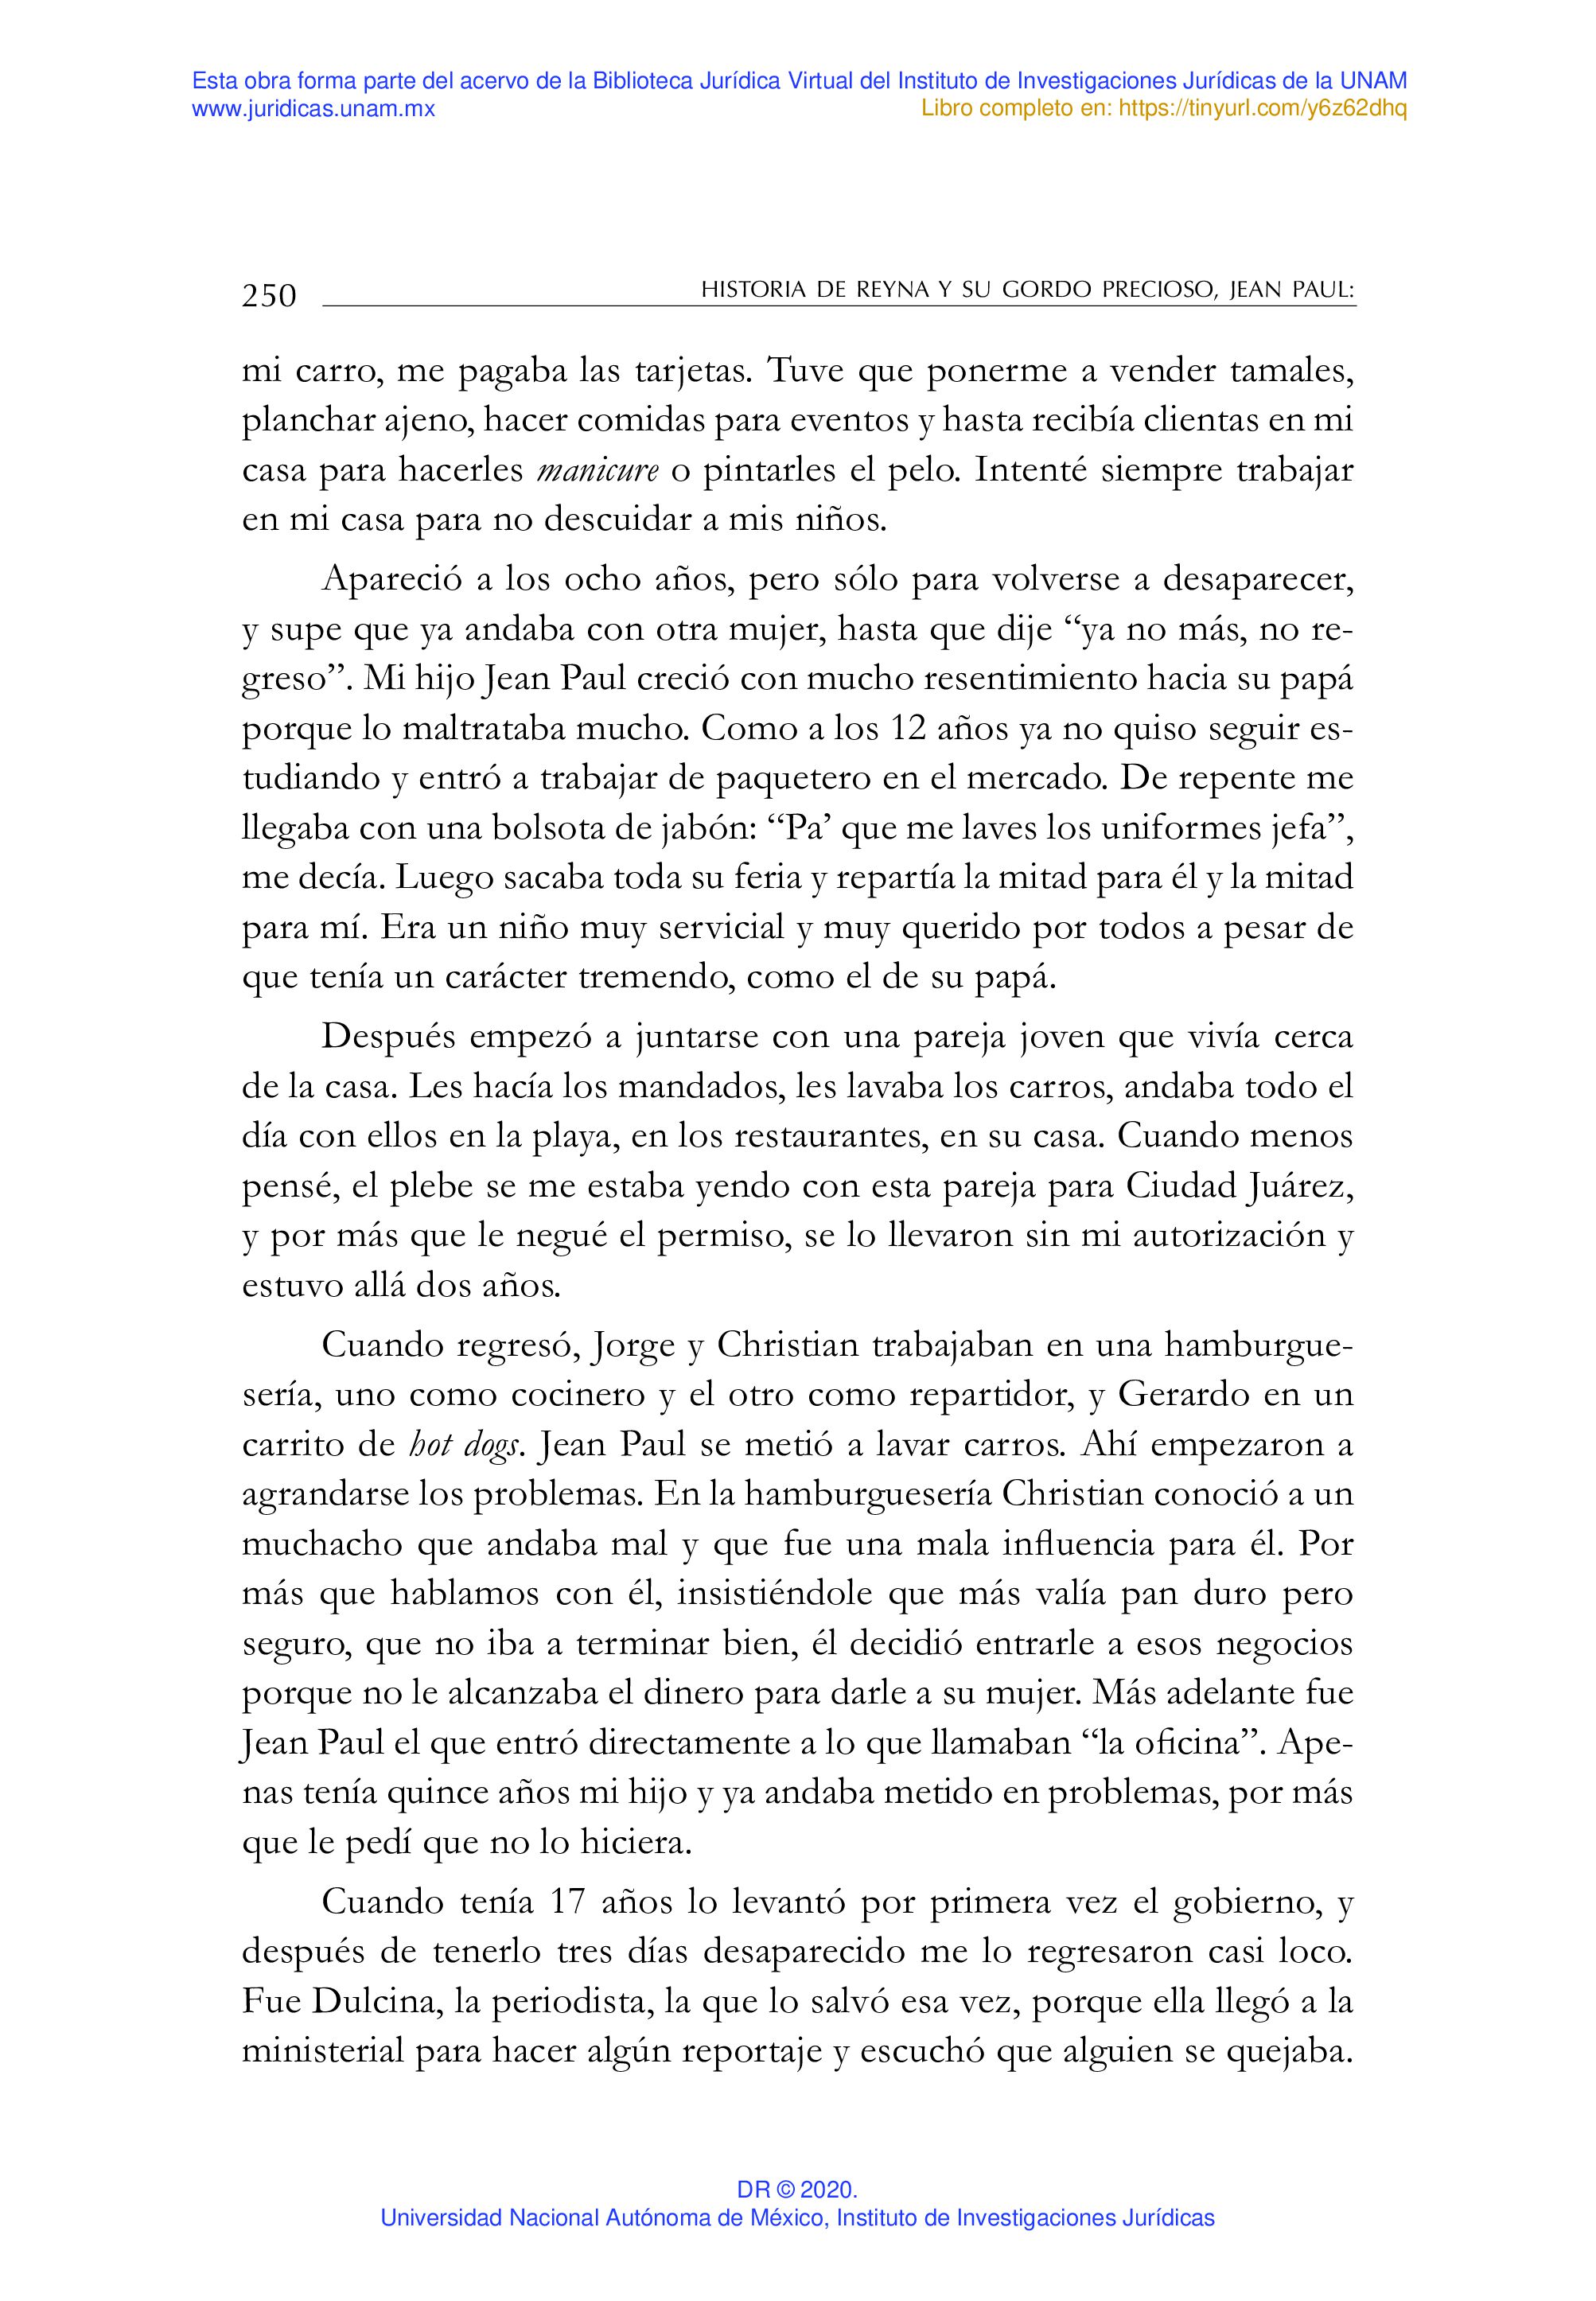 Esta obra forma parte del acervo de la Biblioteca Jurídica Virtual del Instituto de Investigaciones Jurídicas de la UNAM
www.juridicas.unam.mx
Libro completo en: https://tinyurl.com/y6z62dhq
250
HISTORIA DE REYNA Y SU GORDO PRECIOSO, JEAN PAUL:
mi carro, me pagaba las tarjetas. Tuve que ponerme a vender tamales,
planchar ajeno, hacer comidas para eventos y hasta recibía clientas en mi
casa para hacerles manicure o pintarles el pelo. Intenté siempre trabajar
en mi casa para no descuidar a mis niños.
Apareció a los ocho años, pero sólo para volverse a desaparecer,
y supe que ya andaba con otra mujer, hasta que dije “ya no más, no re-
greso”. Mi hijo Jean Paul creció con mucho resentimiento hacia su papá
porque lo maltrataba mucho. Como a los 12 años ya no quiso seguir es-
tudiando y entró a trabajar de paquetero en el mercado. De repente me
llegaba con una bolsota de jabón: “Pa’ que me laves los uniformes jefa”,
me decía. Luego sacaba toda su feria y repartía la mitad para él y la mitad
para mí. Era un niño muy servicial y muy querido por todos a pesar de
que tenía un carácter tremendo, como el de su papá.
Después empezó a juntarse con una pareja joven que vivía cerca
de la casa. Les hacía los mandados, les lavaba los carros, andaba todo el
día con ellos en la playa, en los restaurantes, en su casa. Cuando menos
pensé, el plebe se me estaba yendo con esta pareja para Ciudad Juárez,
y por más que le negué el permiso, se lo llevaron sin mi autorización y
estuvo allá dos años.
Cuando regresó, Jorge y Christian trabajaban en una hamburgue-
sería, uno como cocinero y el otro como repartidor, y Gerardo en un
carrito de hot dogs. Jean Paul se metió a lavar carros. Ahí empezaron a
agrandarse los problemas. En la hamburguesería Christian conoció a un
muchacho que andaba mal y que fue una mala influencia para él. Por
más que hablamos con él, insistiéndole que más valía pan duro pero
seguro, que no iba a terminar bien, él decidió entrarle a esos negocios
porque no le alcanzaba el dinero para darle a su mujer. Más adelante fue
Jean Paul el que entró directamente a lo que llamaban “la oficina”. Ape-
nas tenía quince años mi hijo y ya andaba metido en problemas, por más
que le pedí que no lo hiciera.
Cuando tenía 17 años lo levantó por primera vez el gobierno, y
después de tenerlo tres días desaparecido me lo regresaron casi loco.
Fue Dulcina, la periodista, la que lo salvó esa vez, porque ella llegó a la
ministerial para hacer algún reportaje y escuchó que alguien se quejaba.
DR © 2020.
Universidad Nacional Autónoma de México, Instituto de Investigaciones Jurídicas